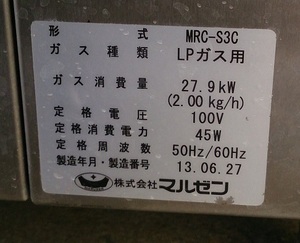 形式 MRC-S3C
ガス種類 LPガス用
ガス消費量 27.9kW
(2.00kg/h)
定格電圧 100V
定格消費電力 45W
定格周波数 50Hz/60Hz
製造年月・製造番号 13.06.27
株式会社マルゼン